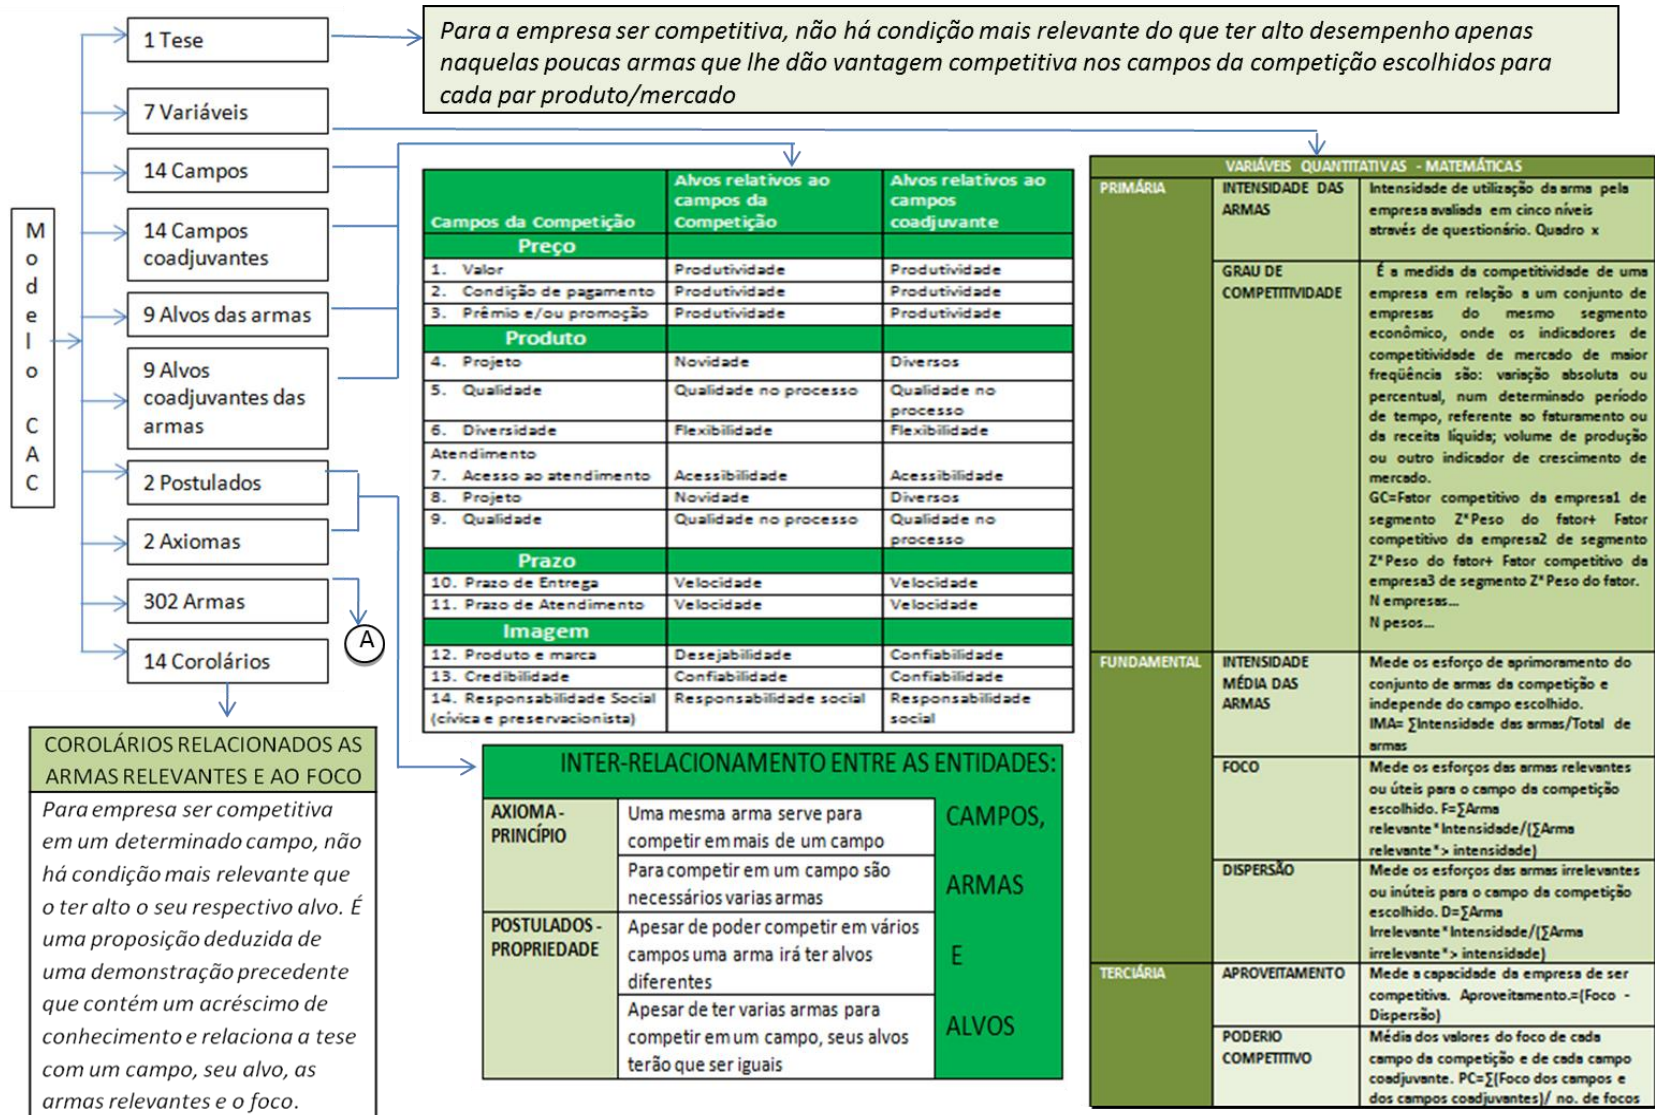 1 Tese
Para a empresa ser competitiva, não há condição mais relevante do que ter alto desempenho apenas
naquelas poucas armas que lhe dão vantagem competitiva nos campos da competição escolhidos para
cada par produto/mercado
7 Variáveis
14 Campos
14 Campos
coadjuvantes
9 Alvos das armas
9 Alvos
coadjuvantes das
armas
2 Postulados
2 Axiomas
302 Armas
14 Corolários
A
M
o
d
e
l
o
C
A
C
Campos da Competição
Alvos relativos ao
campos da
Competição
Alvos relativos ao
campos
coadjuvante
Preço
1. Valor Produtividade Produtividade
2. Condição de pagamento Produtividade Produtividade
3. Prêmio e/ou promoção Produtividade Produtividade
Produto
4. Projeto Novidade Diversos
5. Qualidade Qualidade no processo Qualidade no
processo
6. Diversidade Flexibilidade Flexibilidade
Atendimento
7. Acesso ao atendimento Acessibilidade Acessibilidade
8. Projeto Novidade Diversos
9. Qualidade Qualidade no processo Qualidade no
processo
Prazo
10. Prazo de Entrega Velocidade Velocidade
11. Prazo de Atendimento Velocidade Velocidade
Imagem
12. Produto e marca Desejabilidade Confiabilidade
13. Credibilidade Confiabilidade Confiabilidade
14. Responsabilidade Social Responsabilidade social Responsabilidade
(cívica e preservacionista) social
VARIÁVEIS QUANTITATIVAS - MATEMÁTICAS
PRIMÁRIA
INTENSIDADE DAS
ARMAS
Intensidade de utilização da arma pela
empresa avaliada em cinco níveis
através de questionário. Quadro x
GRAU DE
COMPETITIVIDADE
É a medida da competitividade de uma
empresa em relação a um conjunto de
empresas do mesmo segmento
econômico, onde os indicadores de
competitividade de mercado de maior
freqüência são: variação absoluta ou
percentual, num determinado período
de tempo, referente ao faturamento ou
da receita líquida; volume de produção
ou outro indicador de crescimento de
mercado.
GC=Fator competitivo da empresa1 de
segmento Z*Peso do fator+ Fator
competitivo da empresa2 de segmento
Z*Peso do fator+ Fator competitivo da
empresa3 de segmento Z*Peso do fator.
N empresas...
N pesos...
FUNDAMENTAL
INTENSIDADE
MÉDIA DAS
ARMAS
Mede os esforço de aprimoramento do
conjunto de armas da competição e
independe do campo escolhido.
IMA= ∑Intensidade das armas/Total de
armas
FOCO
Mede os esforços das armas relevantes
ou úteis para o campo da competição
escolhido. F=∑Arma
relevante*Intensidade/(∑Arma
relevante*> intensidade)
DISPERSÃO
Mede os esforços das armas irrelevantes
ou inúteis para o campo da competição
escolhido. D=∑Arma
Irrelevante*Intensidade/(∑Arma
irrelevante*> intensidade)
TERCIÁRIA
APROVEITAMENTO
Mede a capacidade da empresa de ser
competitiva. Aproveitamento.=(Foco -
Dispersão)
PODERIO
COMPETITIVO
Média dos valores do foco de cada
campo da competição e de cada campo
coadjuvante. PC=∑(Foco dos campos e
dos campos coadjuvantes)/ no. de focos
COROLÁRIOS RELACIONADOS AS
ARMAS RELEVANTES E AO FOCO
Para empresa ser competitiva
em um determinado campo, não
há condição mais relevante que
o ter alto o seu respectivo alvo. É
uma proposição deduzida de
uma demonstração precedente
que contém um acréscimo de
conhecimento e relaciona a tese
com um campo, seu alvo, as
armas relevantes e o foco.
INTER-RELACIONAMENTO ENTRE AS ENTIDADES:
AXIOMA -
PRINCÍPIO
Uma mesma arma serve para
competir em mais de um campo
Para competir em um campo são
necessários varias armas
POSTULADOS -
PROPRIEDADE
Apesar de poder competir em vários
campos uma arma irá ter alvos
diferentes
Apesar de ter varias armas para
competir em um campo, seus alvos
terão que ser iguais
CAMPOS,
ARMAS
E
ALVOS